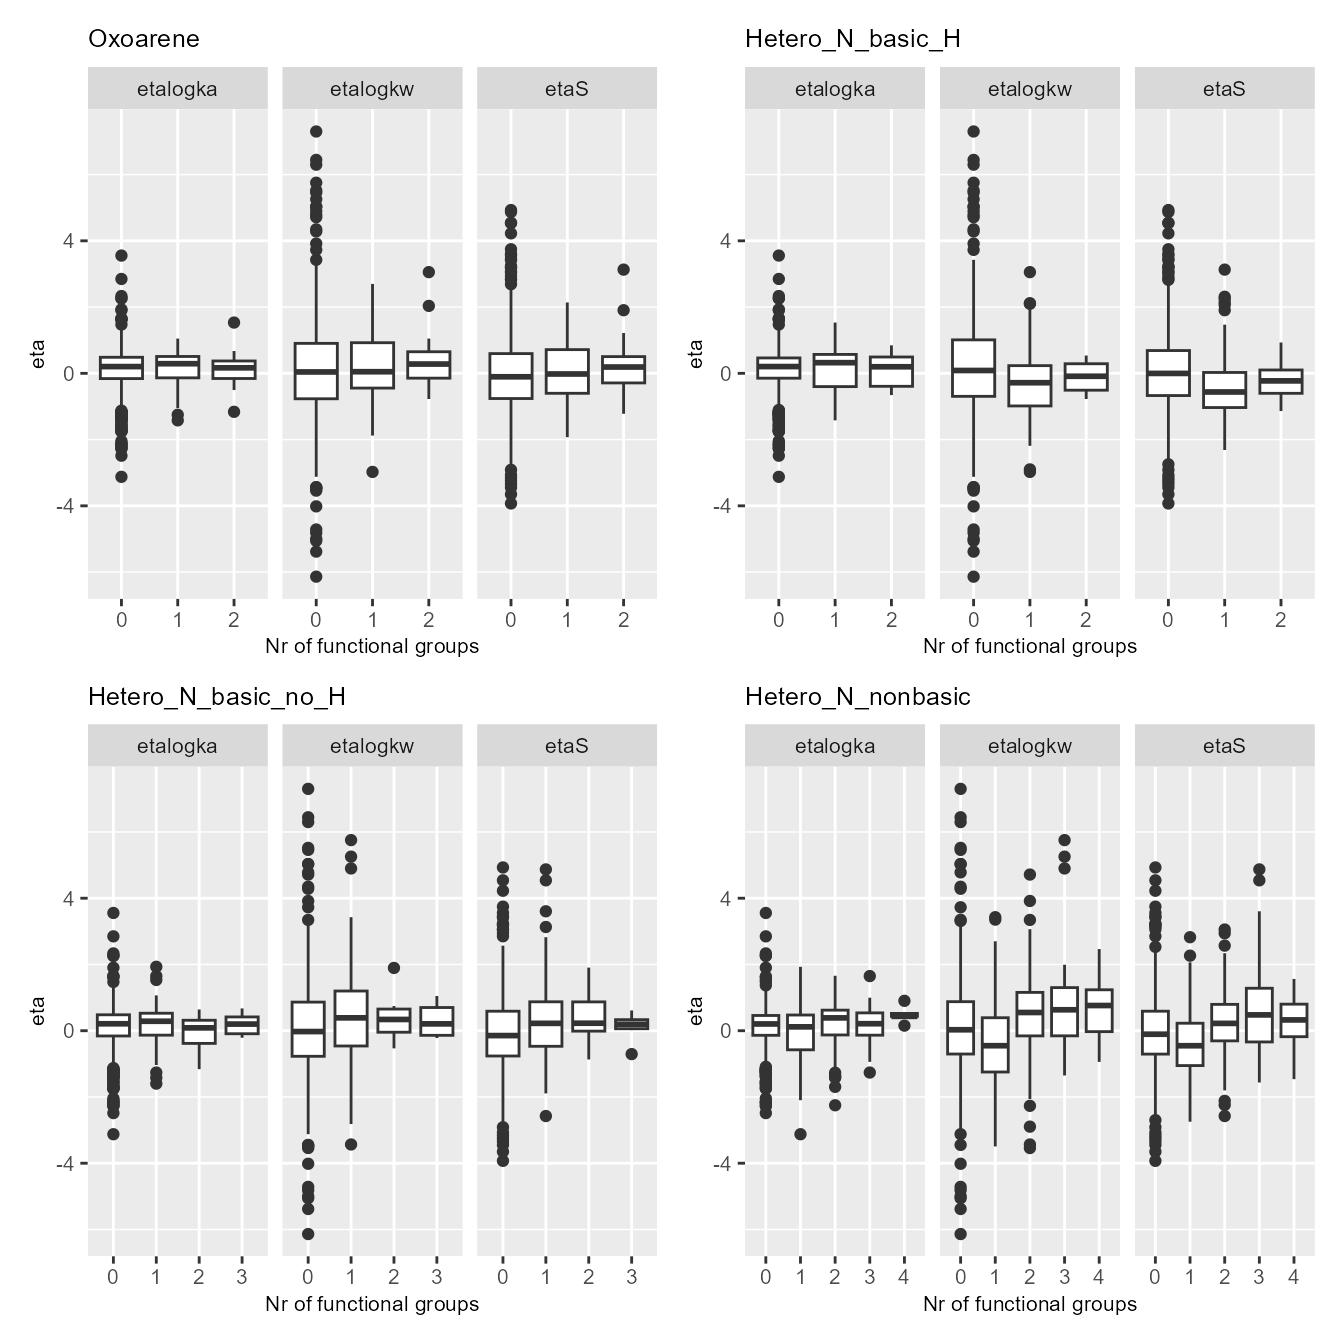 Oxoarene
etalogka etalogkw etaS
eta
4
0
-4
0 1 2 0 1 2 0 1 2
Nr of functional groups
Hetero_N_basic_H
etalogka etalogkw etaS
eta
4
0
-4
0 1 2 0 1 2 0 1 2
Nr of functional groups
Hetero_N_basic_no_H
etalogka etalogkw etaS
eta
4
0
-4
0 1 2 3 0 1 2 3 0 1 2 3
Nr of functional groups
Hetero_N_nonbasic
etalogka etalogkw etaS
eta
4
0
-4
0 1 2 3 4 0 1 2 3 4 0 1 2 3 4
Nr of functional groups